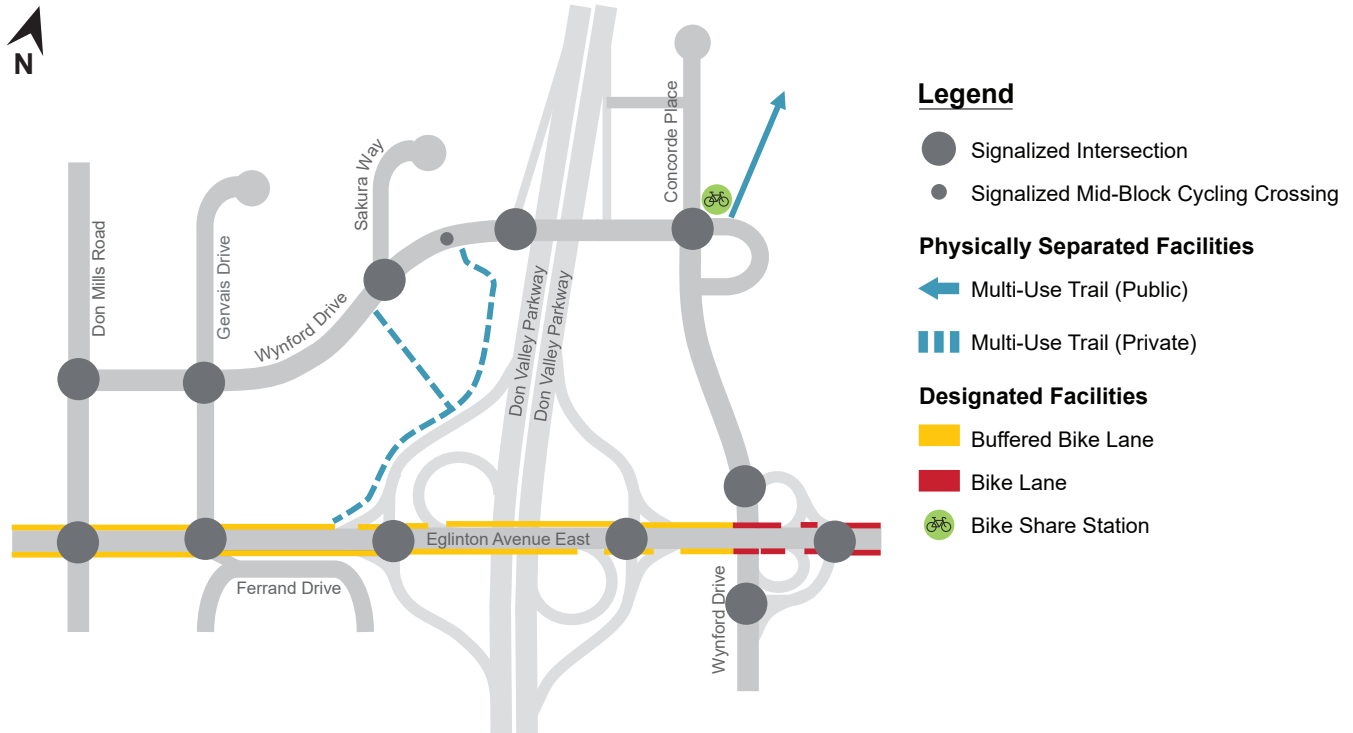 N
Don Mills Road
Gervais Drive
Wynford Drive
Sakura Way
Don Valley Parkway
Don Valley Parkway
Concorde Place
Eglinton Avenue East
Ferrand Drive
Wynford Drive
Legend
Signalized Intersection
Signalized Mid-Block Cycling Crossing
Physically Separated Facilities
Multi-Use Trail (Public)
Multi-Use Trail (Private)
Designated Facilities
Buffered Bike Lane
Bike Lane
Bike Share Station